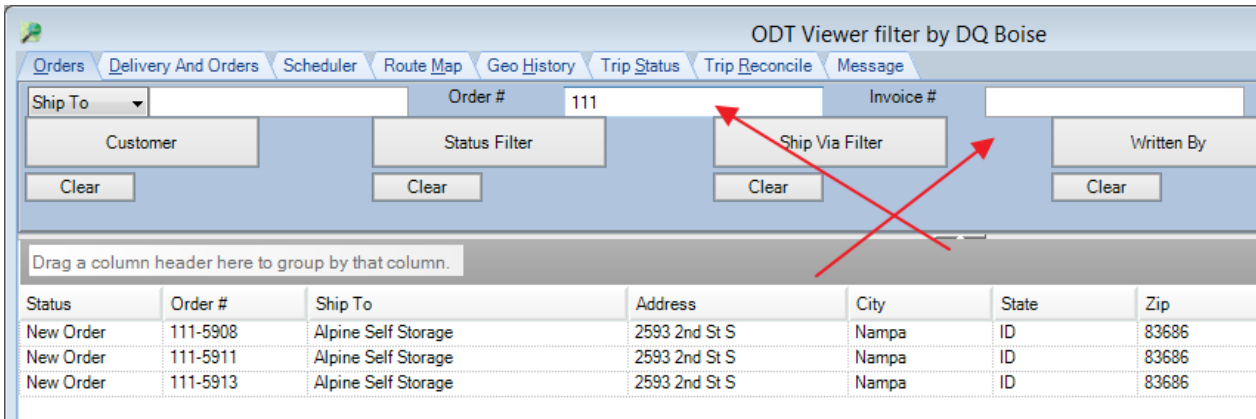 ODT Viewer filter by DQ Boise
Orders Delivery And Orders Scheduler Route Map Geo History Trip Status Trip Reconcile Message
Ship To Order # 111 Invoice #
Customer Status Filter Ship Via Filter Written By
Clear Clear Clear Clear
Drag a column header here to group by that column.
Status Order # Ship To Address City State Zip
New Order 111-5908 Alpine Self Storage 2593 2nd St S Nampa ID 83686
New Order 111-5911 Alpine Self Storage 2593 2nd St S Nampa ID 83686
New Order 111-5913 Alpine Self Storage 2593 2nd St S Nampa ID 83686